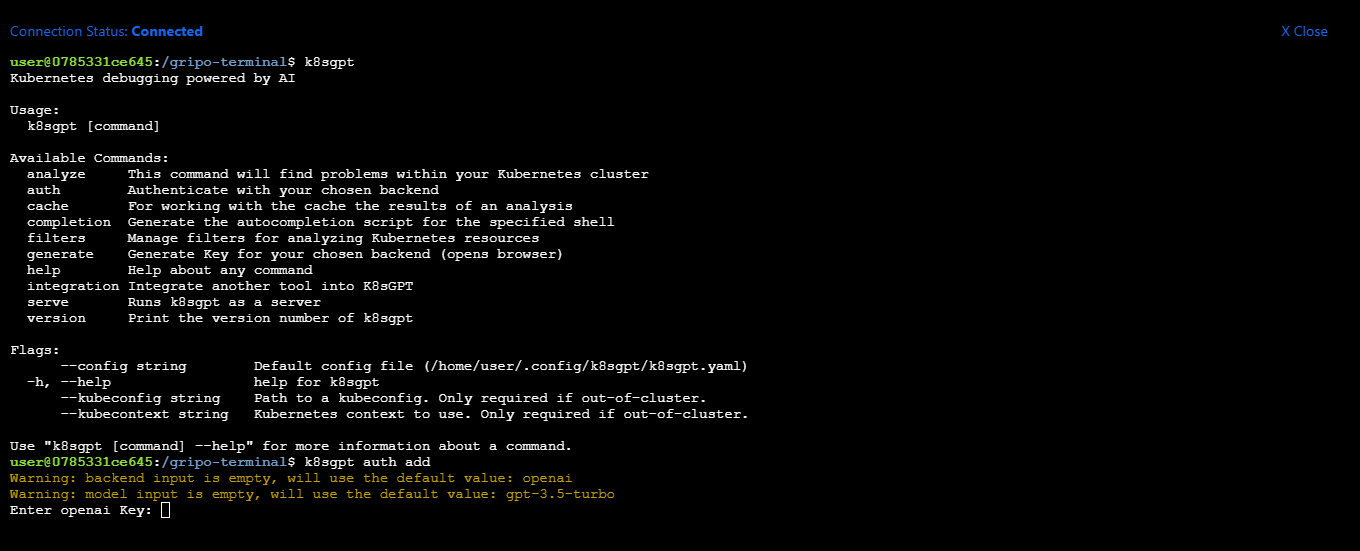 Connection Status: Connected
X Close
user@0785331ce645:/gripo-terminal$ k8sgpt
Kubernetes debugging powered by AI
Usage:
  k8sgpt [command]
Available Commands:
  analyze     This command will find problems within your Kubernetes cluster
  auth        Authenticate with your chosen backend
  cache       For working with the cache the results of an analysis
  completion  Generate the autocompletion script for the specified shell
  filters     Manage filters for analyzing Kubernetes resources
  generate    Generate Key for your chosen backend (opens browser)
  help        Help about any command
  integration Integrate another tool into K8sGPT
  serve       Runs k8sgpt as a server
  version     Print the version number of k8sgpt
Flags:
      --config string        Default config file (/home/user/.config/k8sgpt/k8sgpt.yaml)
  -h, --help                 help for k8sgpt
      --kubeconfig string    Path to a kubeconfig. Only required if out-of-cluster.
      --kubecontext string   Kubernetes context to use. Only required if out-of-cluster.
Use "k8sgpt [command] --help" for more information about a command.
user@0785331ce645:/gripo-terminal$ k8sgpt auth add
Warning: backend input is empty, will use the default value: openai
Warning: model input is empty, will use the default value: gpt-3.5-turbo
Enter openai Key: